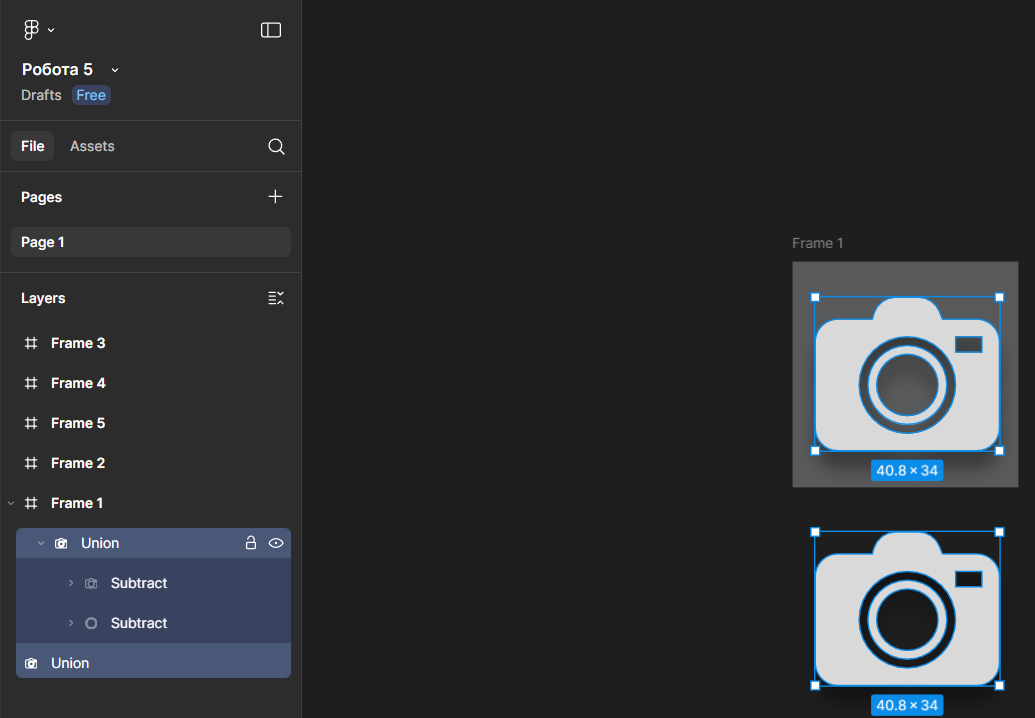 Робота 5
Drafts Free
File Assets
Pages
Page 1
Layers
Frame 3
Frame 4
Frame 5
Frame 2
Frame 1
Union
Subtract
Subtract
Union
Frame 1
40.8 × 34
40.8 × 34